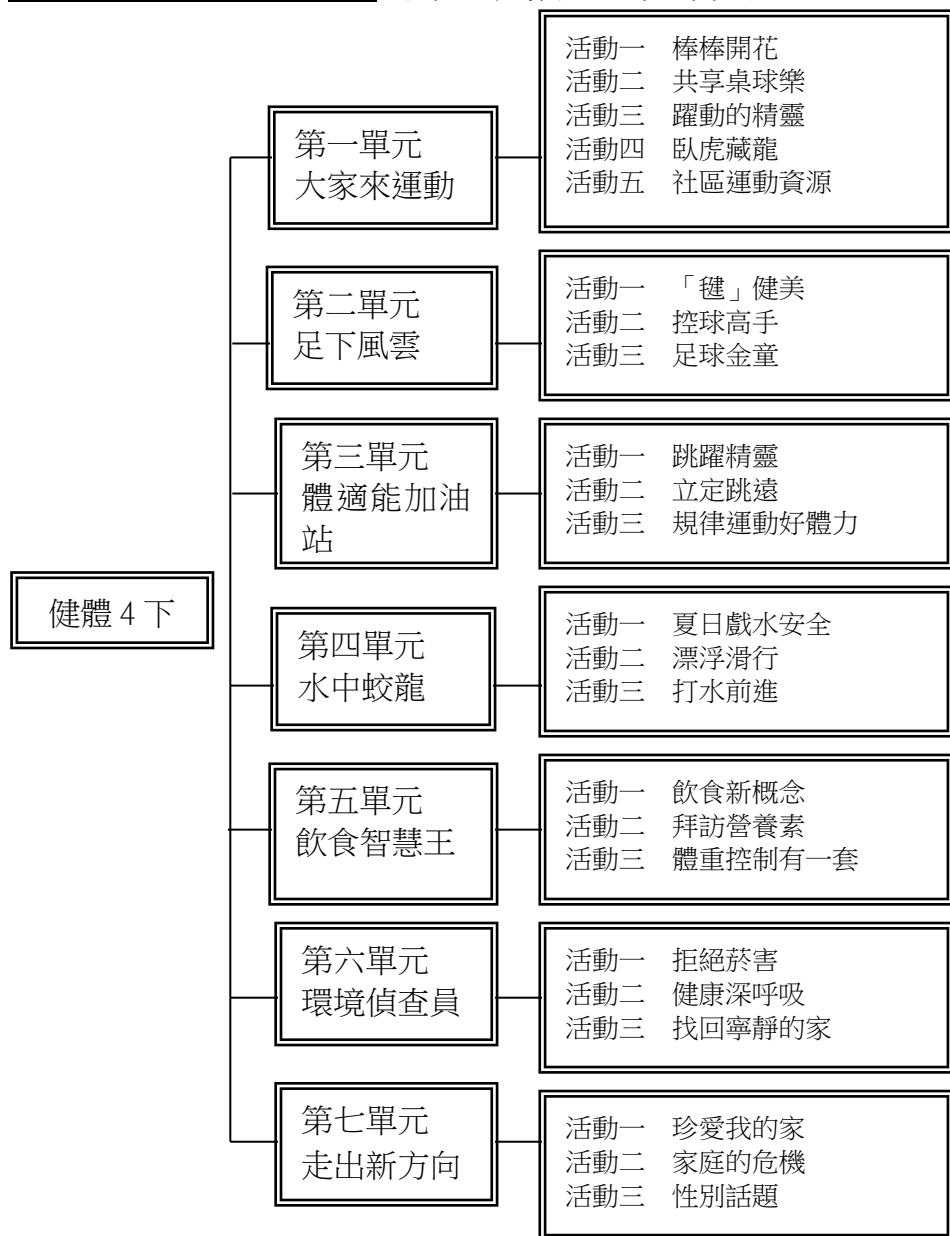 健體 4 下
第一單元
大家來運動
活動一 棒棒開花
活動二 共享桌球樂
活動三 躍動的精靈
活動四 臥虎藏龍
活動五 社區運動資源
第二單元
足下風雲
活動一 「毽」健美
活動二 控球高手
活動三 足球金童
第三單元
體適能加油
站
活動一 跳躍精靈
活動二 立定跳遠
活動三 規律運動好體力
第四單元
水中蛟龍
活動一 夏日戲水安全
活動二 漂浮滑行
活動三 打水前進
第五單元
飲食智慧王
活動一 飲食新概念
活動二 拜訪營養素
活動三 體重控制有一套
第六單元
環境偵查員
活動一 拒絕菸害
活動二 健康深呼吸
活動三 找回寧靜的家
第七單元
走出新方向
活動一 珍愛我的家
活動二 家庭的危機
活動三 性別話題